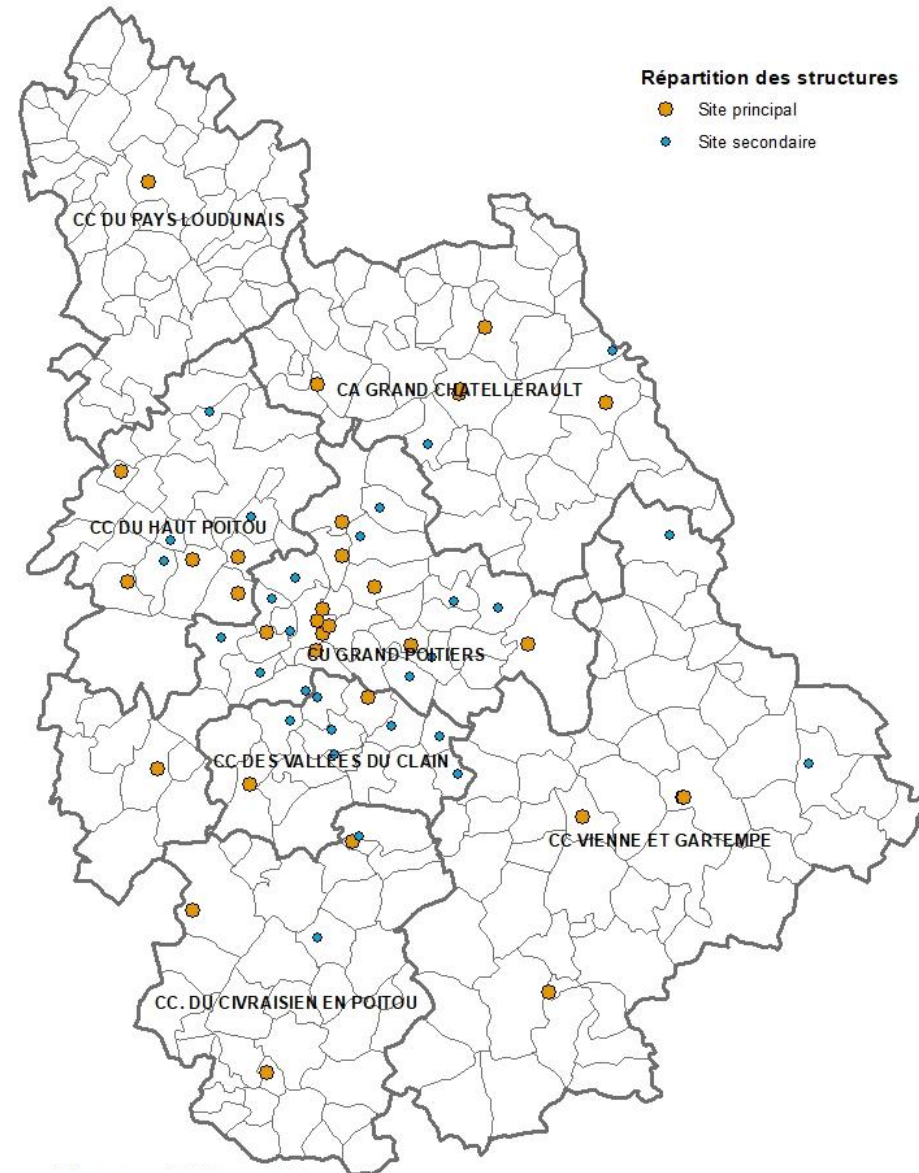 Répartition des structures
Site principal
Site secondaire
CC DU PAYS LOUDUNAIS
CA GRAND CHATELLERAULT
CC DU HAUT POITOU
CU GRAND POITIERS
CC DES VALLEES DU CLAIN
CC VIENNE ET GARTEMPE
CC. DU CIVRAISIEN EN POITOU